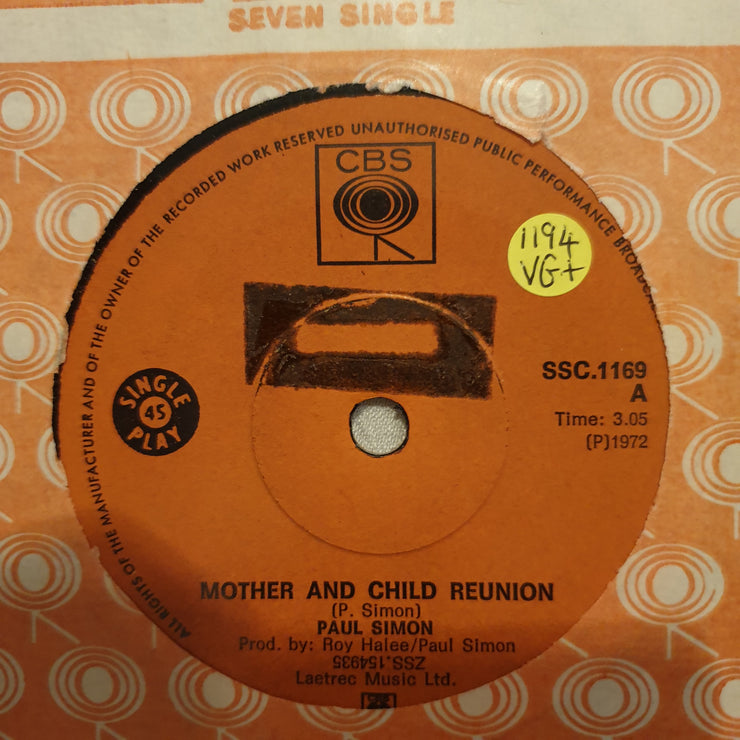 SEVEN SINGLE
ALL RIGHTS OF THE MANUFACTURER AND OF THE OWNER OF THE RECORDED WORK RESERVED UNAUTHORISED PUBLIC PERFORMANCE
CBS
1194
VG+
SSC.1169
A
Time: 3.05
(P)1972
SINGLE
45
PLAY
MOTHER AND CHILD REUNION
(P. Simon)
PAUL SIMON
Prod. by: Roy Halee/Paul Simon
ZSS.154935
Laetrec Music Ltd.
CBS